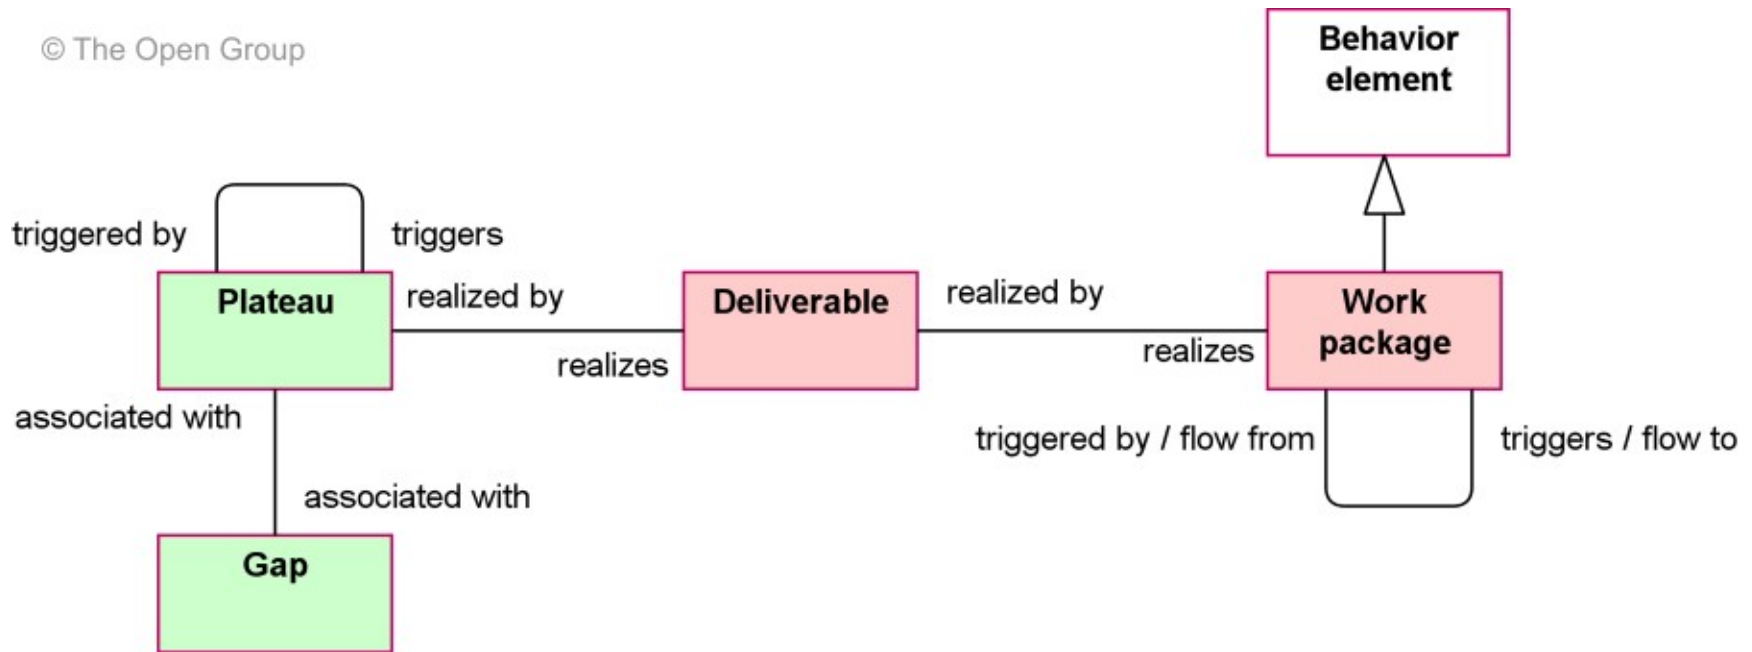 © The Open Group
Behavior
element
triggered by
triggers
Plateau
realized by
realizes
Deliverable
realized by
realizes
Work
package
associated with
associated with
triggered by / flow from
triggers / flow to
Gap